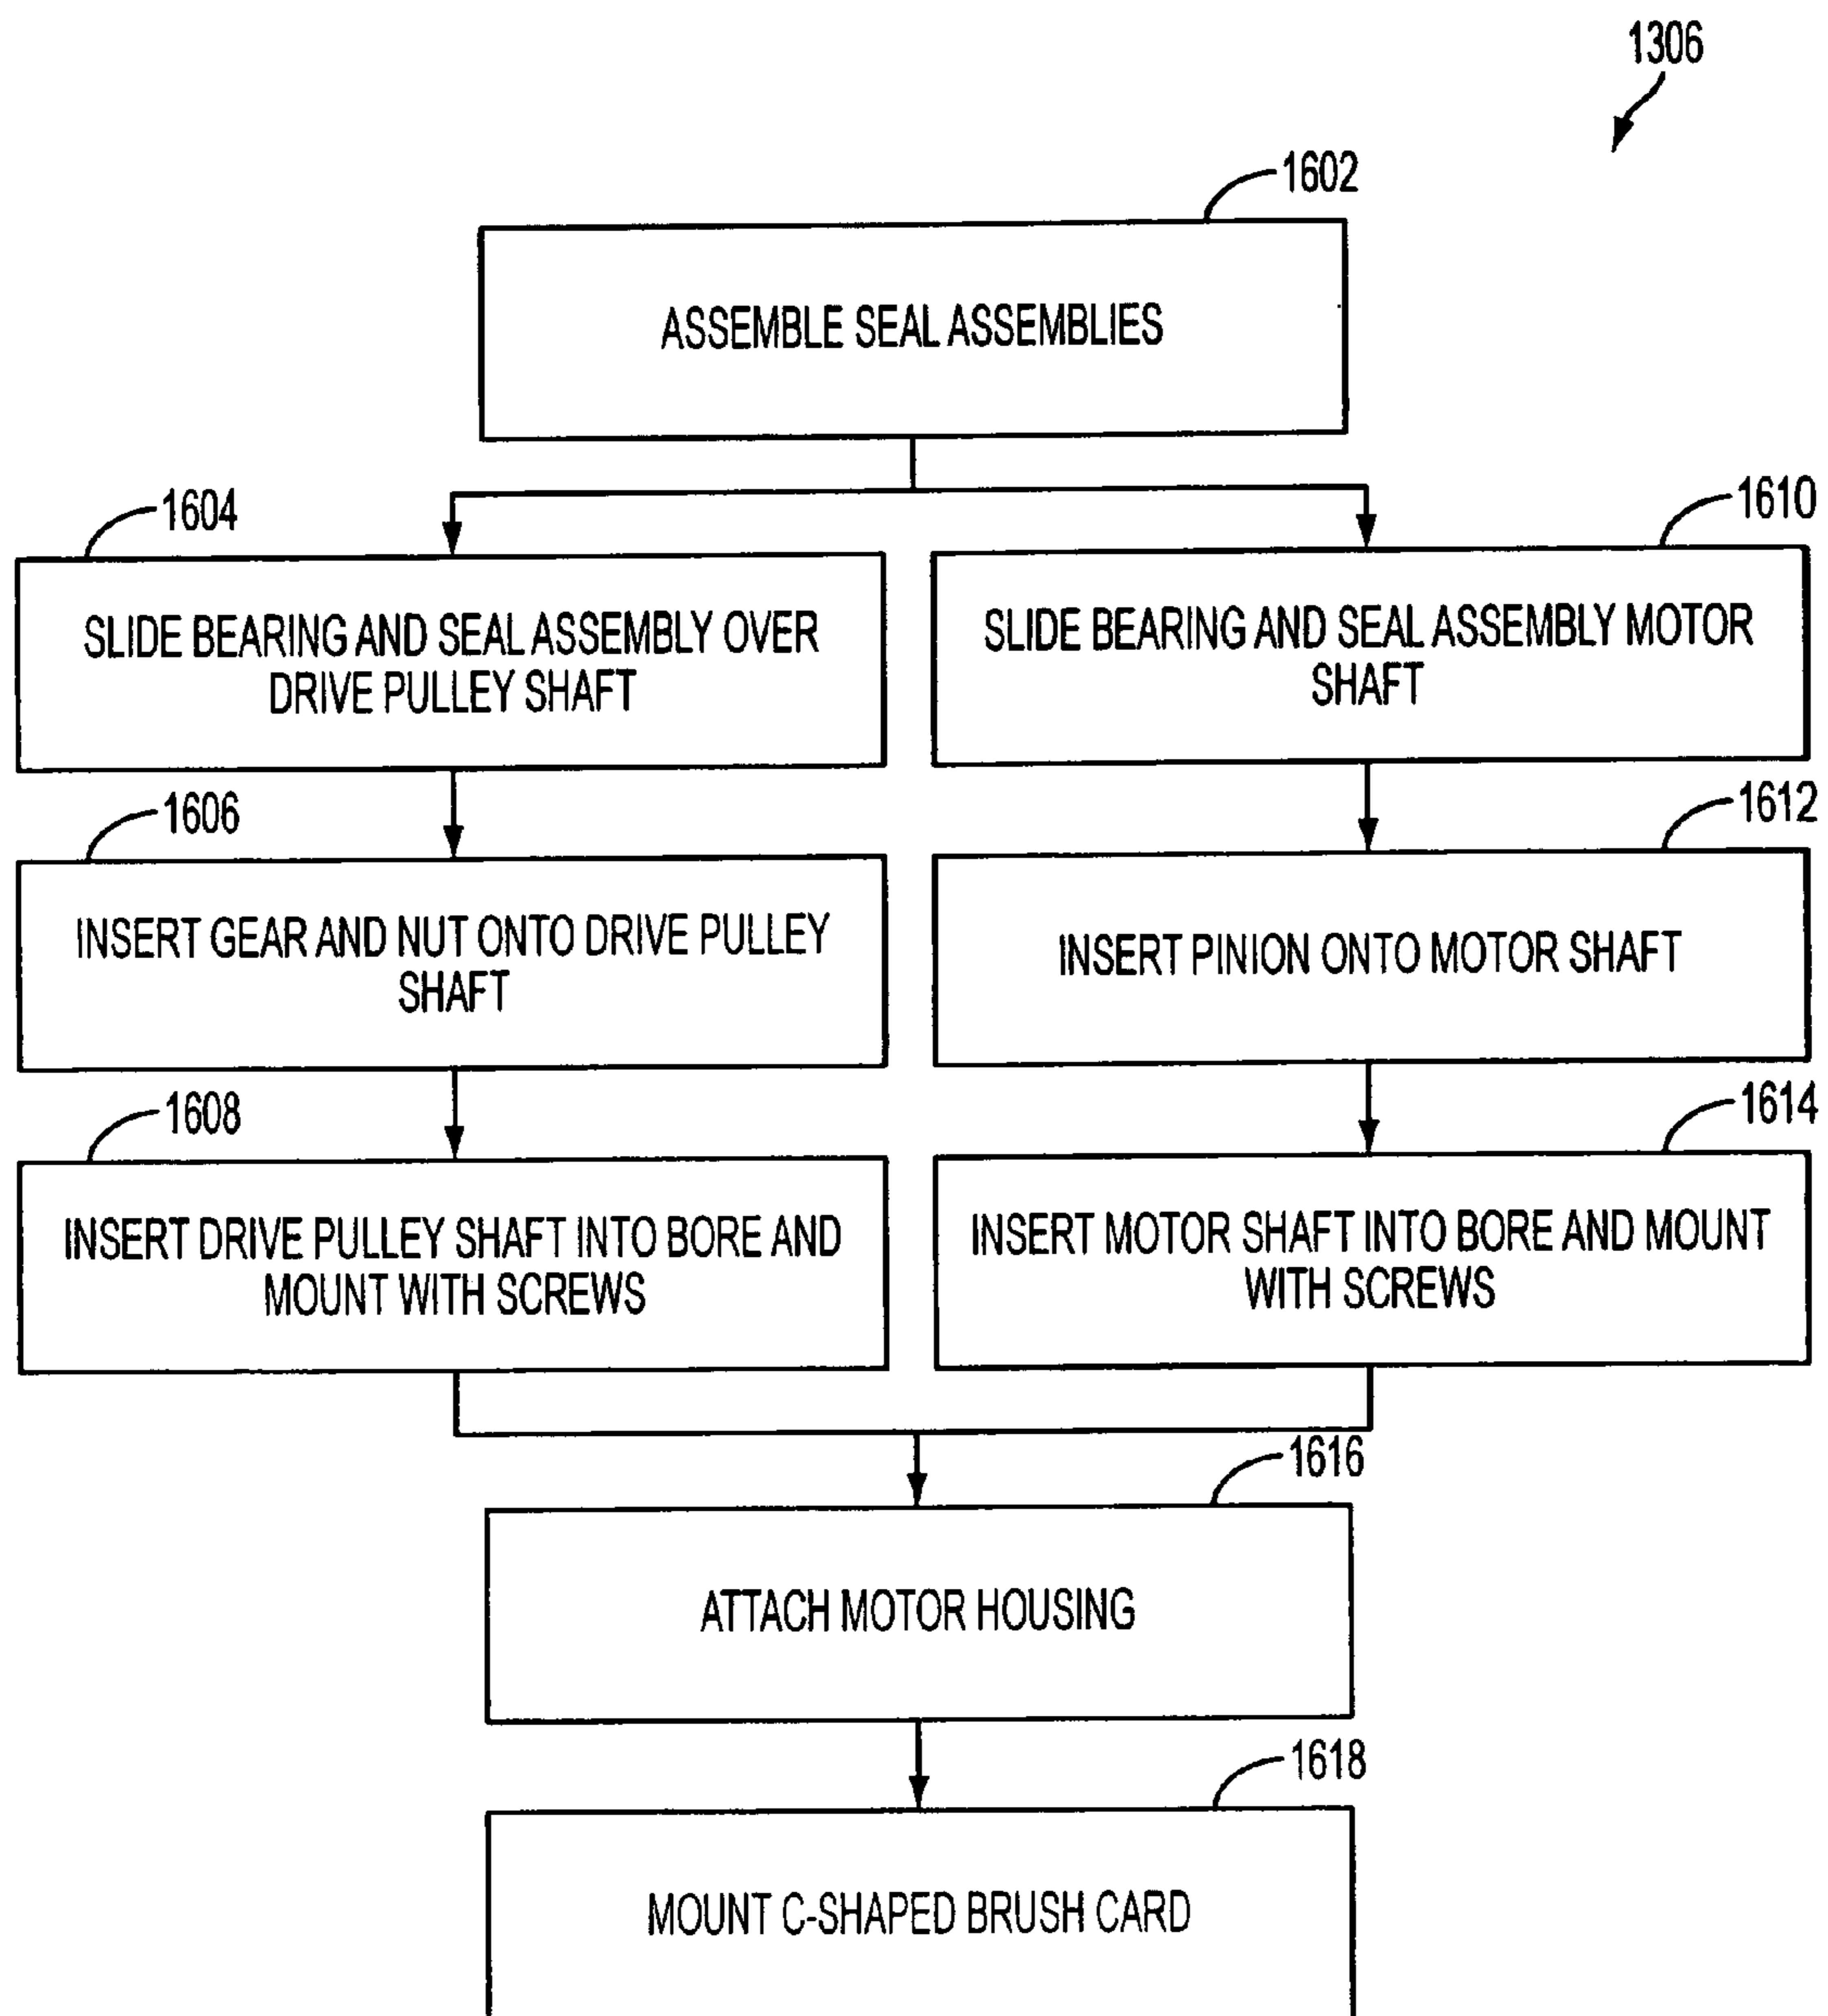 1306
1602
ASSEMBLE SEAL ASSEMBLIES
1604
SLIDE BEARING AND SEAL ASSEMBLY OVER
DRIVE PULLEY SHAFT
1610
SLIDE BEARING AND SEAL ASSEMBLY MOTOR
SHAFT
1606
INSERT GEAR AND NUT ONTO DRIVE PULLEY
SHAFT
1612
INSERT PINION ONTO MOTOR SHAFT
1608
INSERT DRIVE PULLEY SHAFT INTO BORE AND
MOUNT WITH SCREWS
1614
INSERT MOTOR SHAFT INTO BORE AND MOUNT
WITH SCREWS
1616
ATTACH MOTOR HOUSING
1618
MOUNT C-SHAPED BRUSH CARD